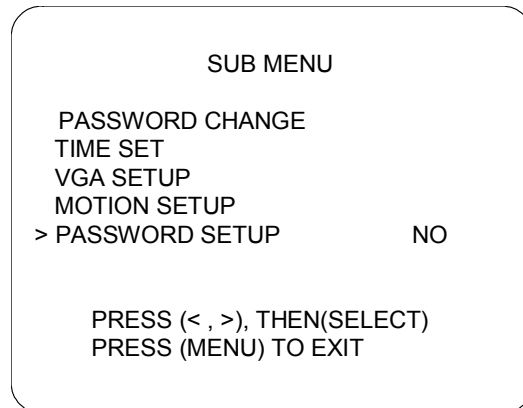 SUB MENU
PASSWORD CHANGE
TIME SET
VGA SETUP
MOTION SETUP
> PASSWORD SETUP NO
PRESS (< , >), THEN(SELECT)
PRESS (MENU) TO EXIT